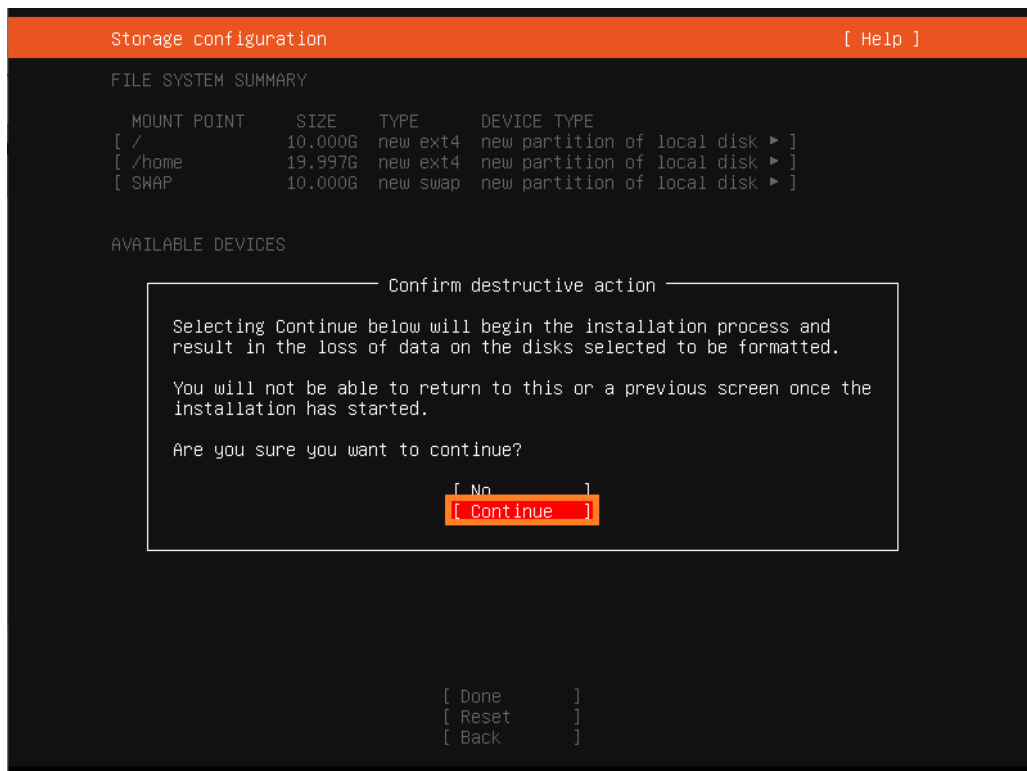 Storage configuration [ Help ]
FILE SYSTEM SUMMARY
MOUNT POINT SIZE TYPE DEVICE TYPE
[ / 10.000G new ext4 new partition of local disk ▸ ]
[ /home 19.997G new ext4 new partition of local disk ▸ ]
[ SWAP 10.000G new swap new partition of local disk ▸ ]
AVAILABLE DEVICES
Confirm destructive action
Selecting Continue below will begin the installation process and
result in the loss of data on the disks selected to be formatted.
You will not be able to return to this or a previous screen once the
installation has started.
Are you sure you want to continue?
[ No ]
[ Continue ]
[ Done ]
[ Reset ]
[ Back ]